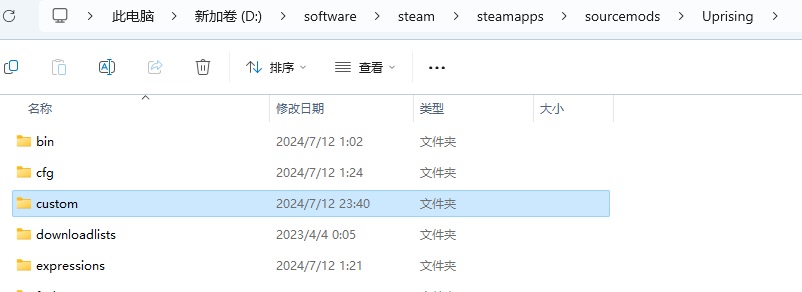 此电脑 > 新加卷 (D:) > software > steam > steamapps > sourcemods > Uprising >
排序 查看 ...
名称 修改日期 类型 大小
bin 2024/7/12 1:02 文件夹
cfg 2024/7/12 1:24 文件夹
custom 2024/7/12 23:40 文件夹
downloadlists 2023/4/4 0:05 文件夹
expressions 2024/7/12 1:21 文件夹